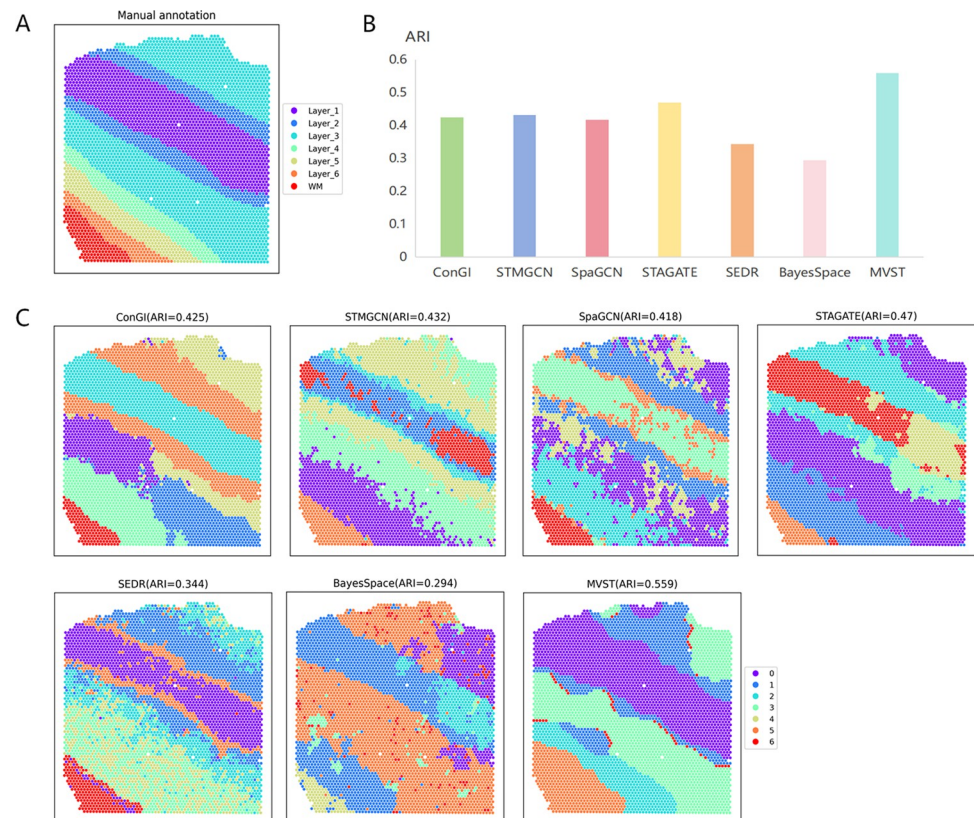 A
Manual annotation
Layer_1
Layer_2
Layer_3
Layer_4
Layer_5
Layer_6
WM
B
ARI
0.6
0.5
0.4
0.3
0.2
0.1
0
ConGI STMGCN SpaGCN STAGATE SEDR BayesSpace MVST
C
ConGI(ARI=0.425) STMGCN(ARI=0.432) SpaGCN(ARI=0.418) STAGATE(ARI=0.47)
SEDR(ARI=0.344) BayesSpace(ARI=0.294) MVST(ARI=0.559)
0
1
2
3
4
5
6